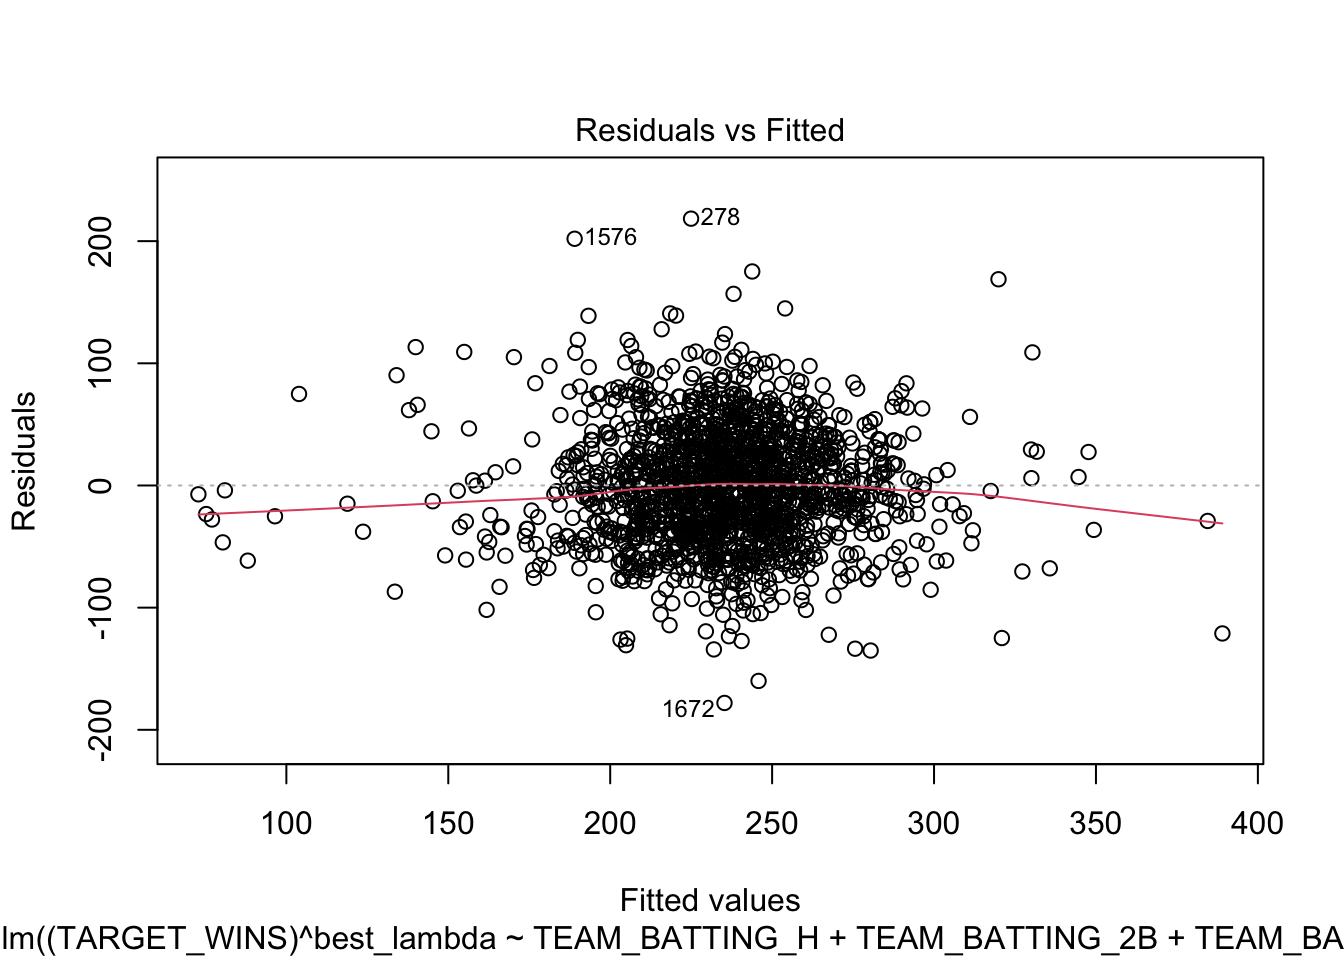 Residuals vs Fitted
Residuals
200
100
0
-100
-200
278
1576
1672
100 150 200 250 300 350 400
Fitted values
lm((TARGET_WINS)^best_lambda ~ TEAM_BATTING_H + TEAM_BATTING_2B + TEAM_BA